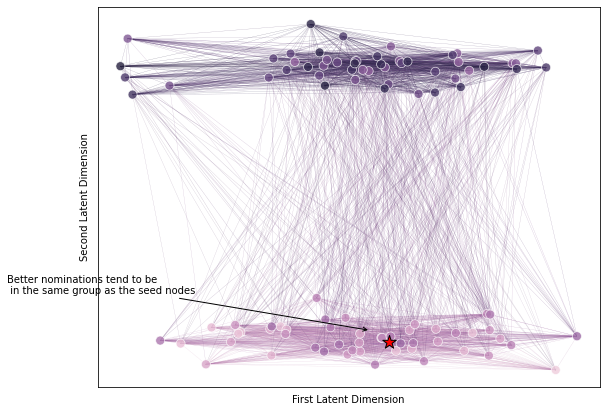 Second Latent Dimension
Better nominations tend to be
in the same group as the seed nodes
First Latent Dimension